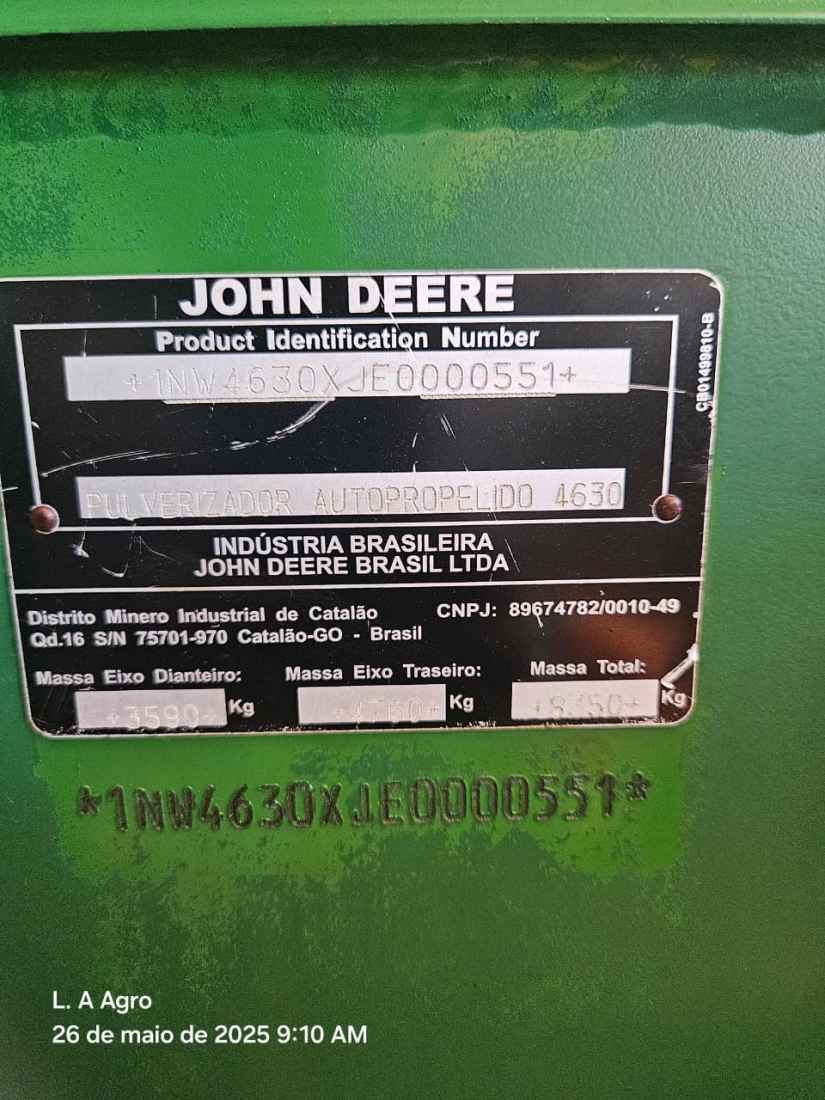 JOHN DEERE
Product Identification Number
+1NW4630XJE0000551+
CB01499810-B
PULVERIZADOR AUTOPROPELIDO 4630
INDÚSTRIA BRASILEIRA
JOHN DEERE BRASIL LTDA
Distrito Minero Industrial de Catalão CNPJ: 89674782/0010-49
Qd.16 S/N 75701-970 Catalão-GO - Brasil
Massa Eixo Dianteiro: Massa Eixo Traseiro: Massa Total:
+3590+ Kg Kg +8350+ Kg
*1NW4630XJE0000551*
L. A Agro
26 de maio de 2025 9:10 AM